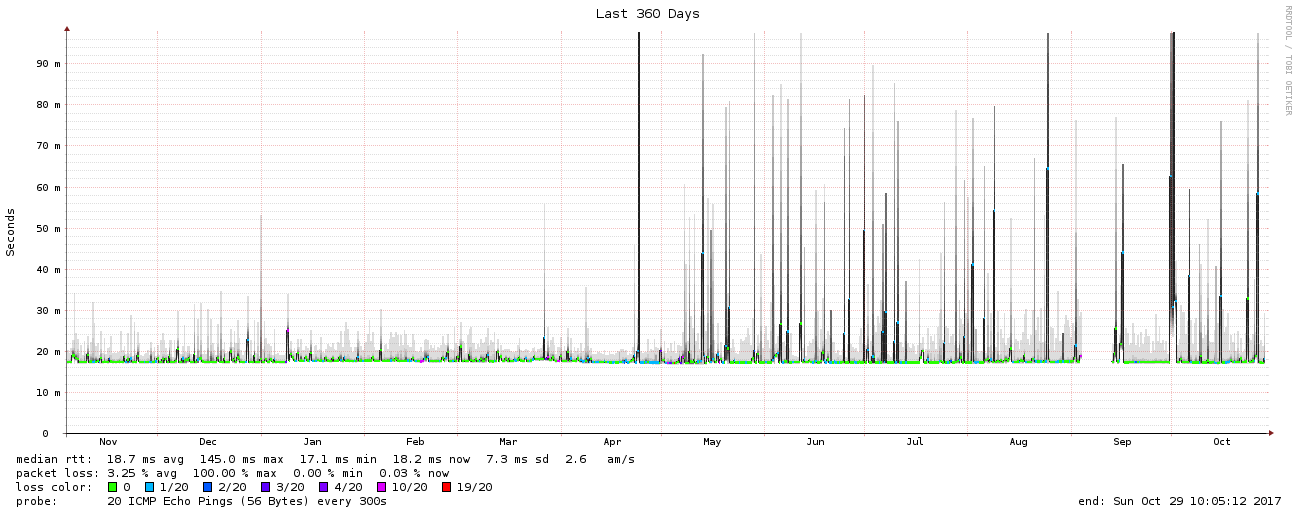 Last 360 Days
RRDTOOL / TOBI OETIKER
Seconds
90 m
80 m
70 m
60 m
50 m
40 m
30 m
20 m
10 m
0
Nov Dec Jan Feb Mar Apr May Jun Jul Aug Sep Oct
median rtt: 18.7 ms avg 145.0 ms max 17.1 ms min 18.2 ms now 7.3 ms sd 2.6 am/s
packet loss: 3.25 % avg 100.00 % max 0.00 % min 0.03 % now
loss color: 0 1/20 2/20 3/20 4/20 10/20 19/20
probe: 20 ICMP Echo Pings (56 Bytes) every 300s end: Sun Oct 29 10:05:12 2017